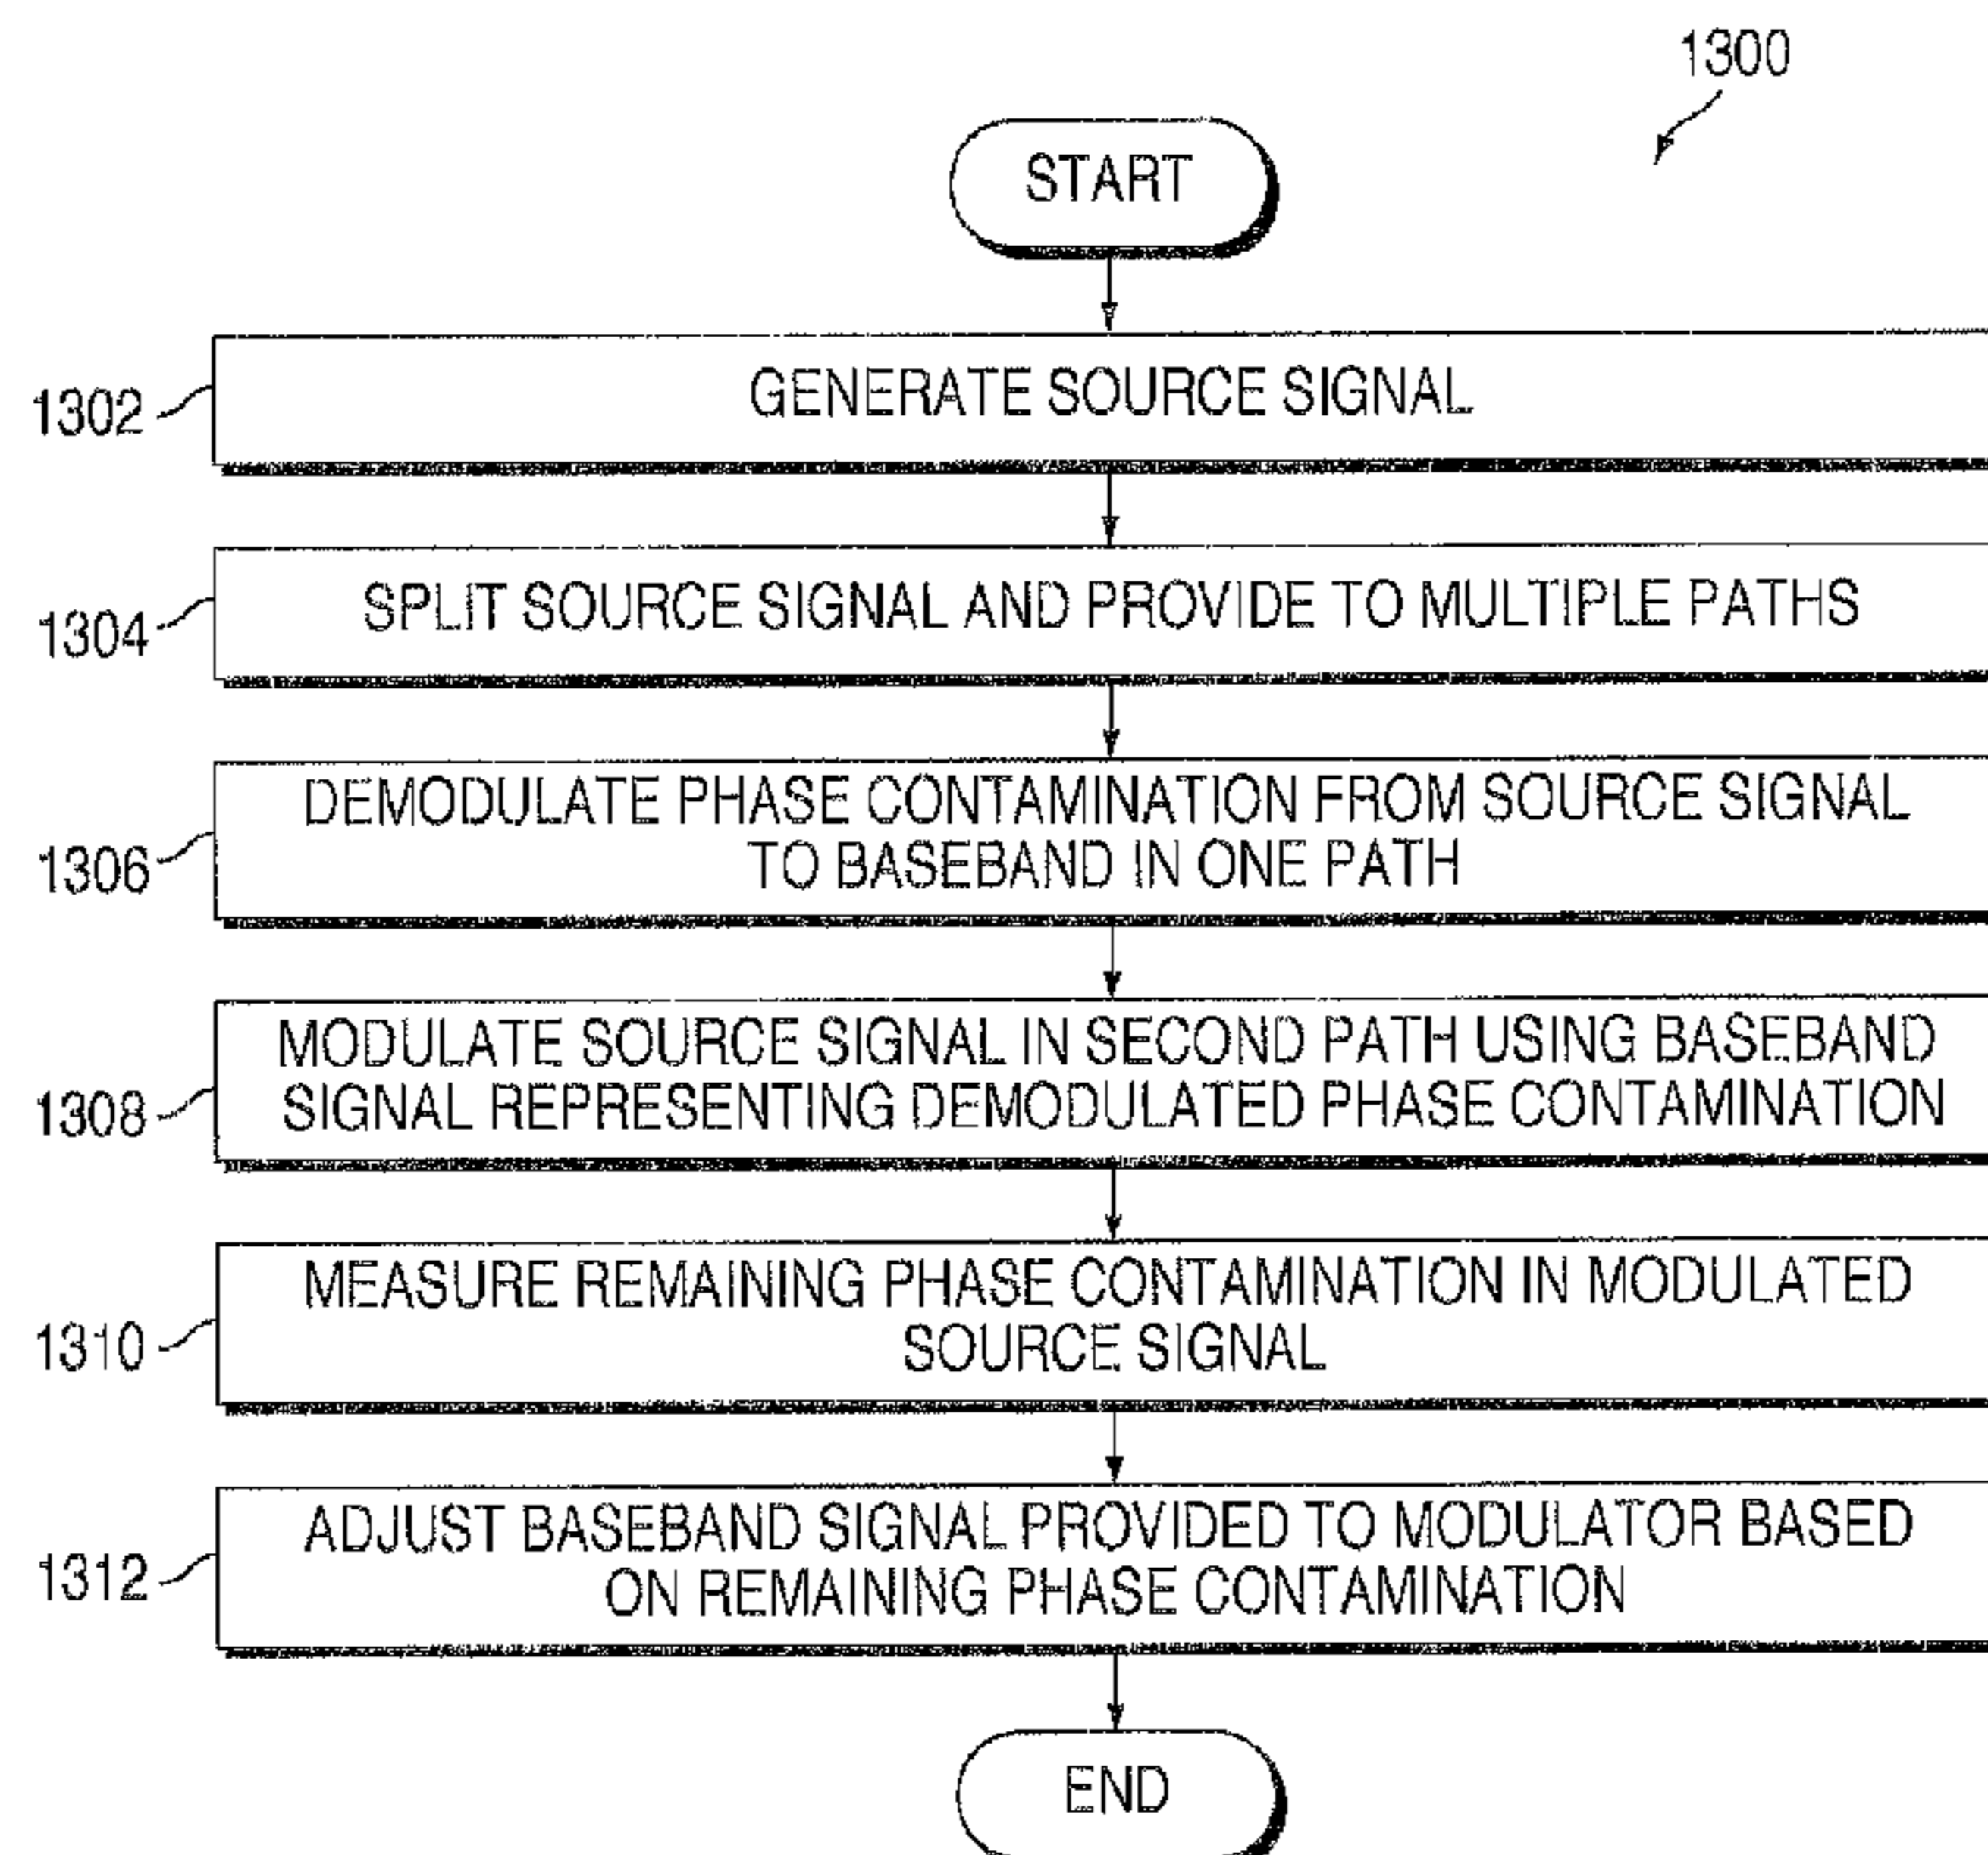 1300
START
1302
GENERATE SOURCE SIGNAL
1304
SPLIT SOURCE SIGNAL AND PROVIDE TO MULTIPLE PATHS
1306
DEMODULATE PHASE CONTAMINATION FROM SOURCE SIGNAL
TO BASEBAND IN ONE PATH
1308
MODULATE SOURCE SIGNAL IN SECOND PATH USING BASEBAND
SIGNAL REPRESENTING DEMODULATED PHASE CONTAMINATION
1310
MEASURE REMAINING PHASE CONTAMINATION IN MODULATED
SOURCE SIGNAL
1312
ADJUST BASEBAND SIGNAL PROVIDED TO MODULATOR BASED
ON REMAINING PHASE CONTAMINATION
END